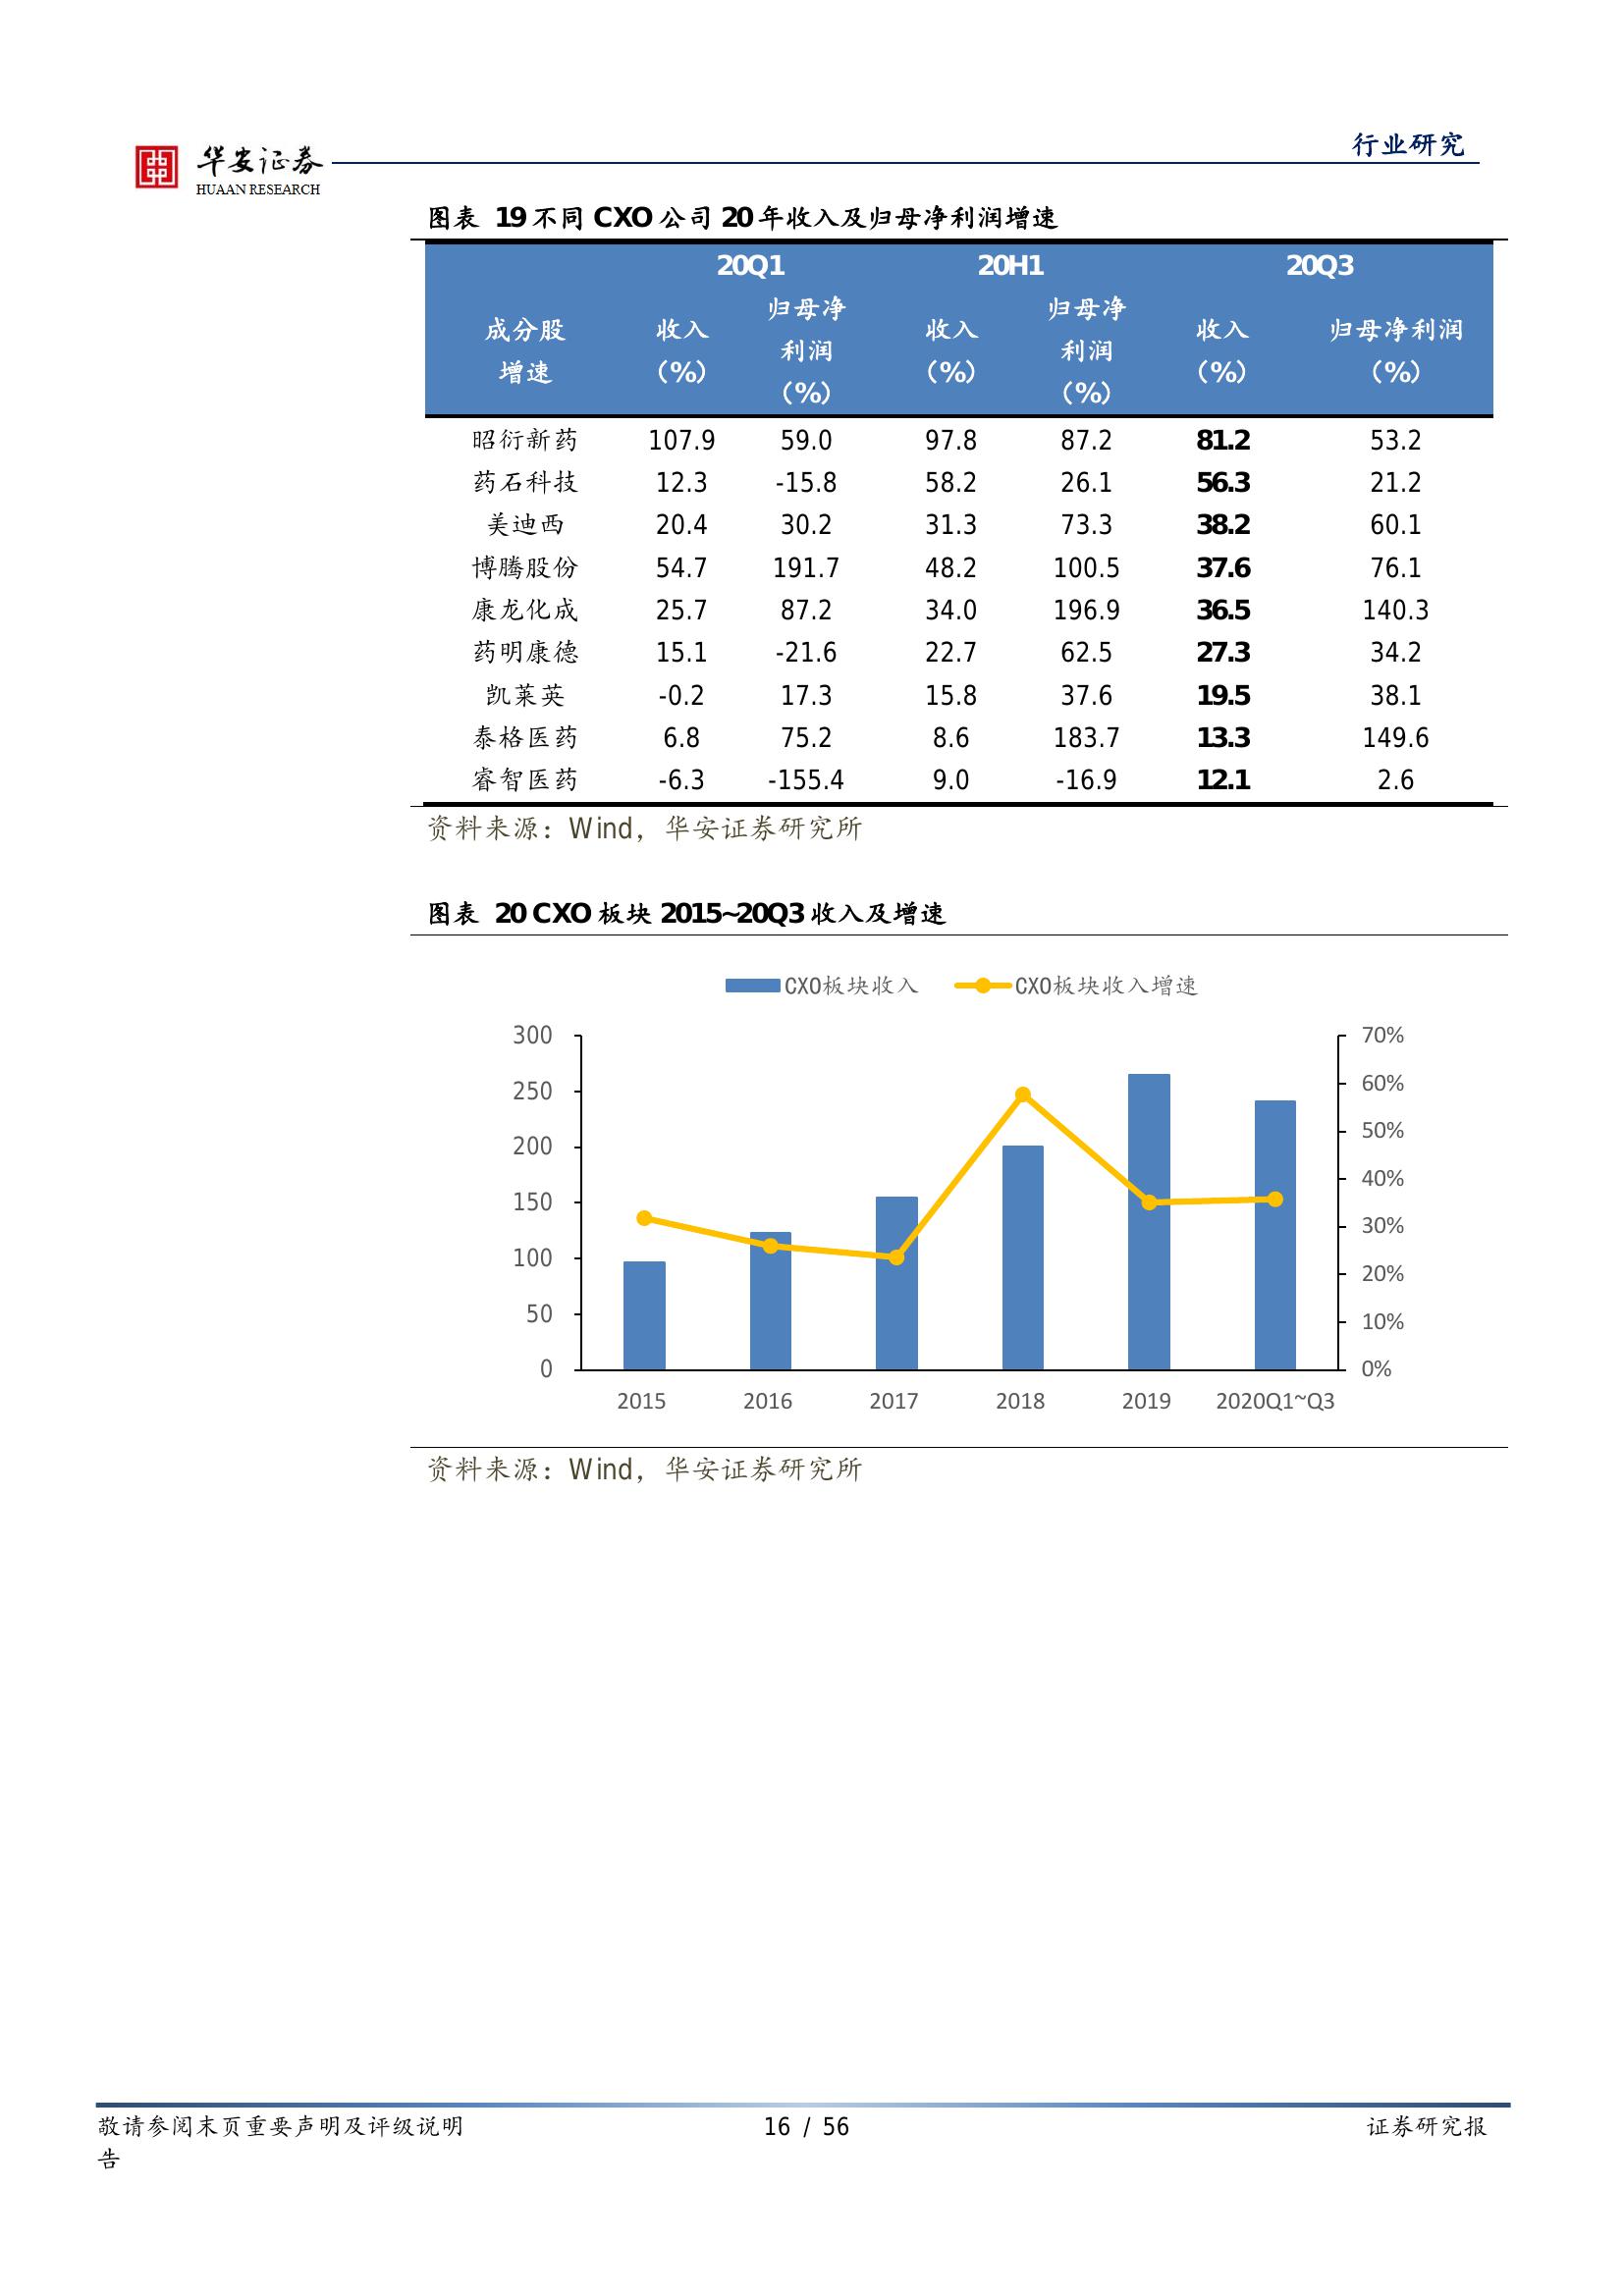 华安证券
HUAAN RESEARCH
行业研究
图表 19 不同 CXO 公司 20 年收入及归母净利润增速
20Q1 20H1 20Q3
成分股增速 收入(%) 归母净利润(%) 收入(%) 归母净利润(%) 收入(%) 归母净利润(%)
昭衍新药 107.9 59.0 97.8 87.2 81.2 53.2
药石科技 12.3 -15.8 58.2 26.1 56.3 21.2
美迪西 20.4 30.2 31.3 73.3 38.2 60.1
博腾股份 54.7 191.7 48.2 100.5 37.6 76.1
康龙化成 25.7 87.2 34.0 196.9 36.5 140.3
药明康德 15.1 -21.6 22.7 62.5 27.3 34.2
凯莱英 -0.2 17.3 15.8 37.6 19.5 38.1
泰格医药 6.8 75.2 8.6 183.7 13.3 149.6
睿智医药 -6.3 -155.4 9.0 -16.9 12.1 2.6
资料来源：Wind，华安证券研究所
图表 20 CXO 板块 2015~20Q3 收入及增速
CXO板块收入 CXO板块收入增速
300 70%
250 60%
200 50%
150 40%
100 30%
50 20%
0 10%
0%
2015 2016 2017 2018 2019 2020Q1~Q3
资料来源：Wind，华安证券研究所
敬请参阅末页重要声明及评级说明 16 / 56 证券研究报
告